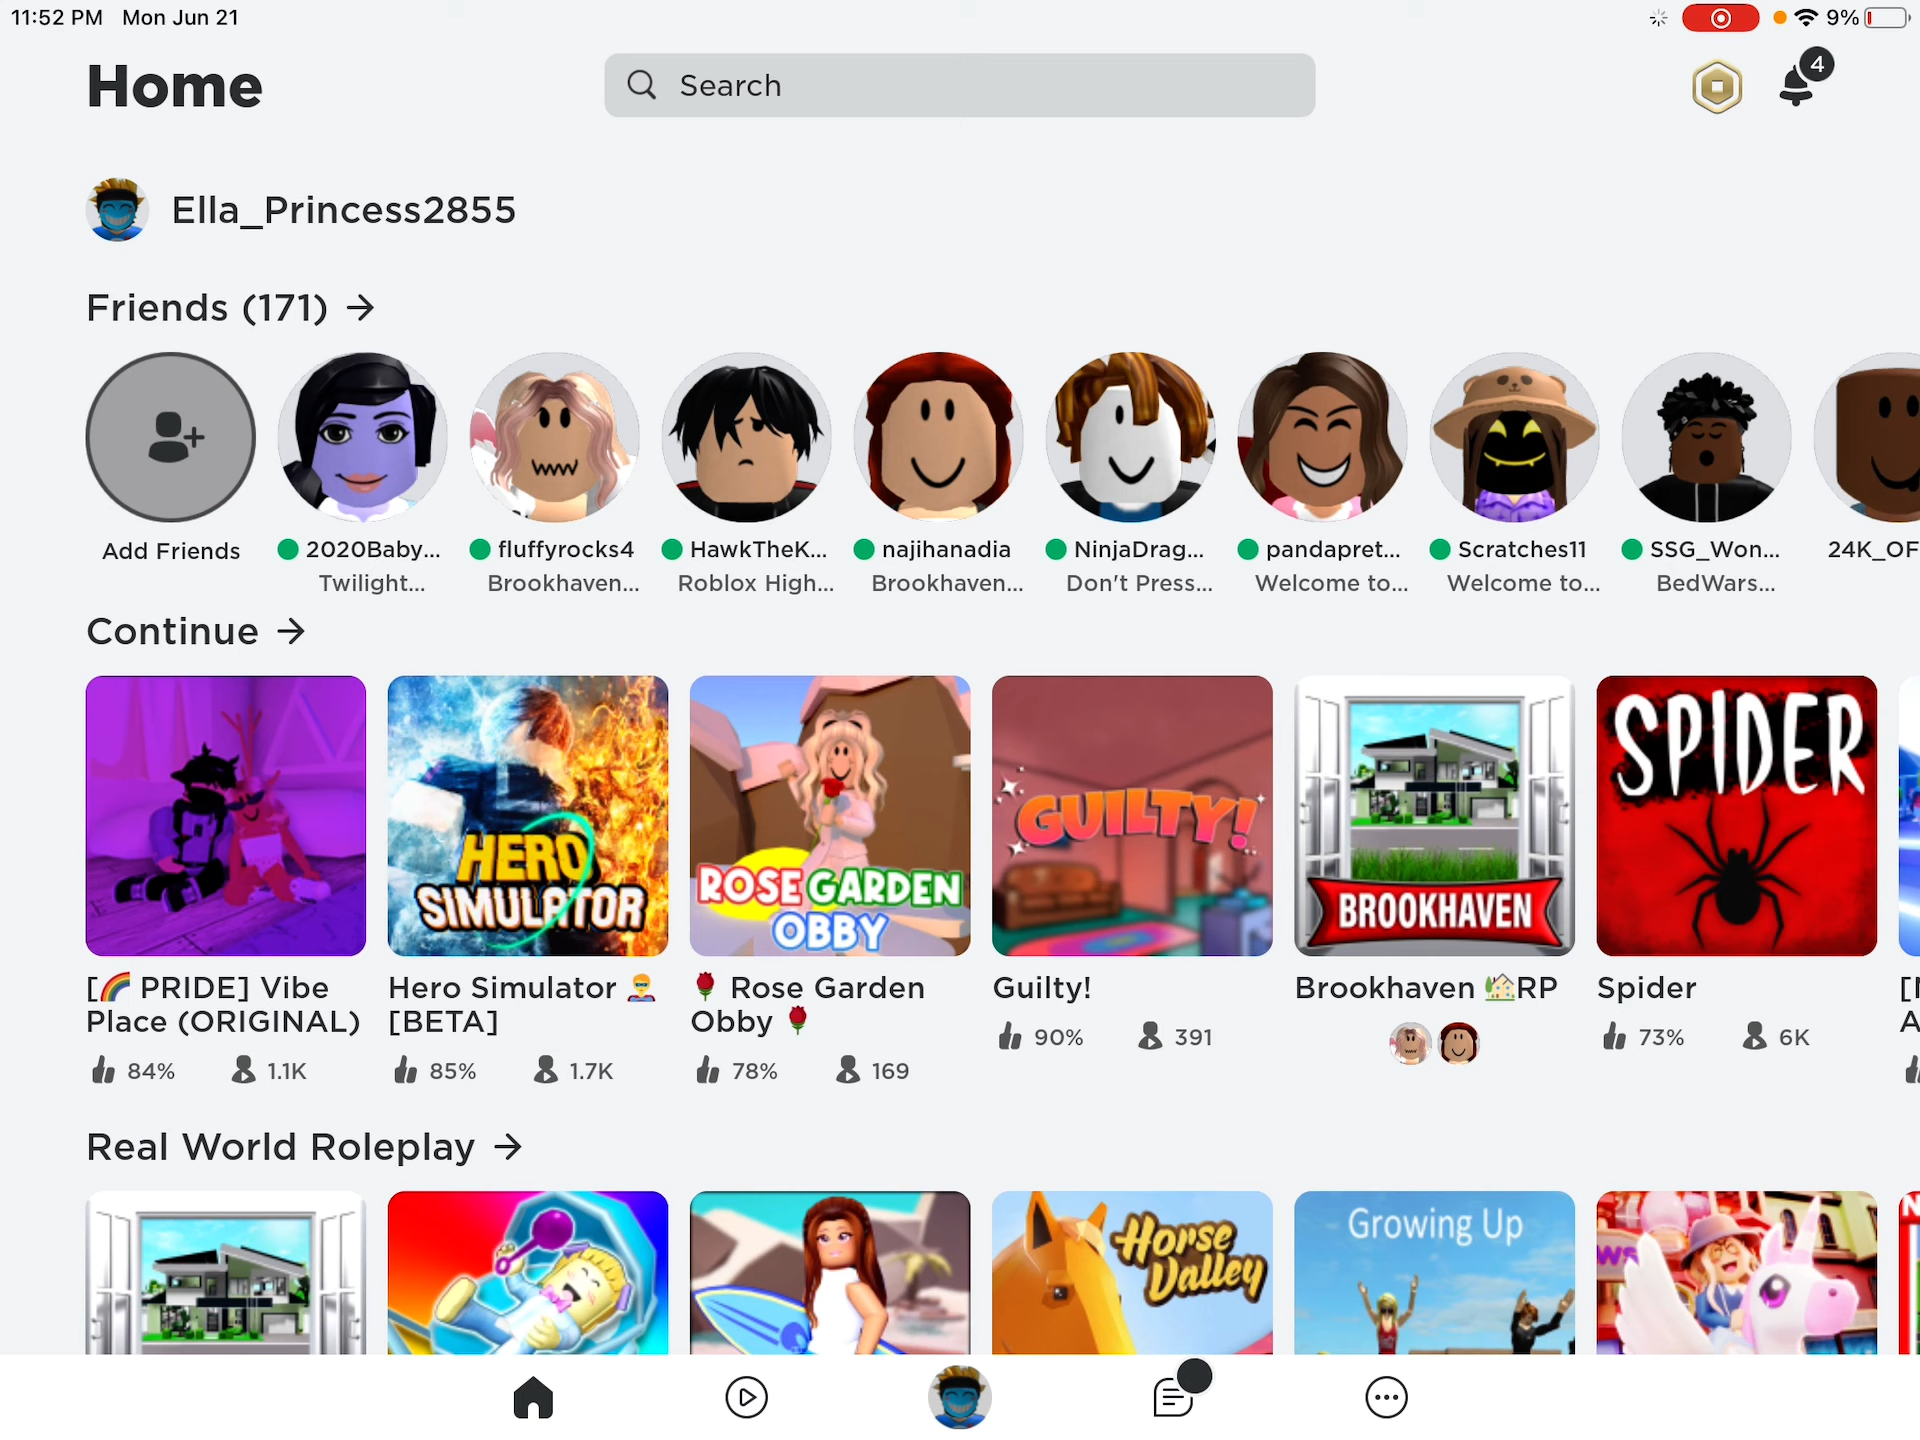 11:52 PM Mon Jun 21
9%
Home
Search
4
Ella_Princess2855
Friends (171) →
Add Friends
2020Baby...
Twilight...
fluffyrocks4
Brookhaven...
HawkTheK...
Roblox High...
najihanadia
Brookhaven...
NinjaDrag...
Don't Press...
pandapret...
Welcome to...
Scratches11
Welcome to...
SSG_Won...
BedWars...
24K_OF
Continue →
HERO
SIMULATOR
ROSE GARDEN
OBBY
GUILTY!
BROOKHAVEN
SPIDER
[🌈 PRIDE] Vibe
Place (ORIGINAL)
84% 1.1K
Hero Simulator
[BETA]
85% 1.7K
🌹 Rose Garden
Obby 🌹
78% 169
Guilty!
90% 391
Brookhaven 🏡RP
Spider
73% 6K
Real World Roleplay →
Horse
Valley
Growing Up